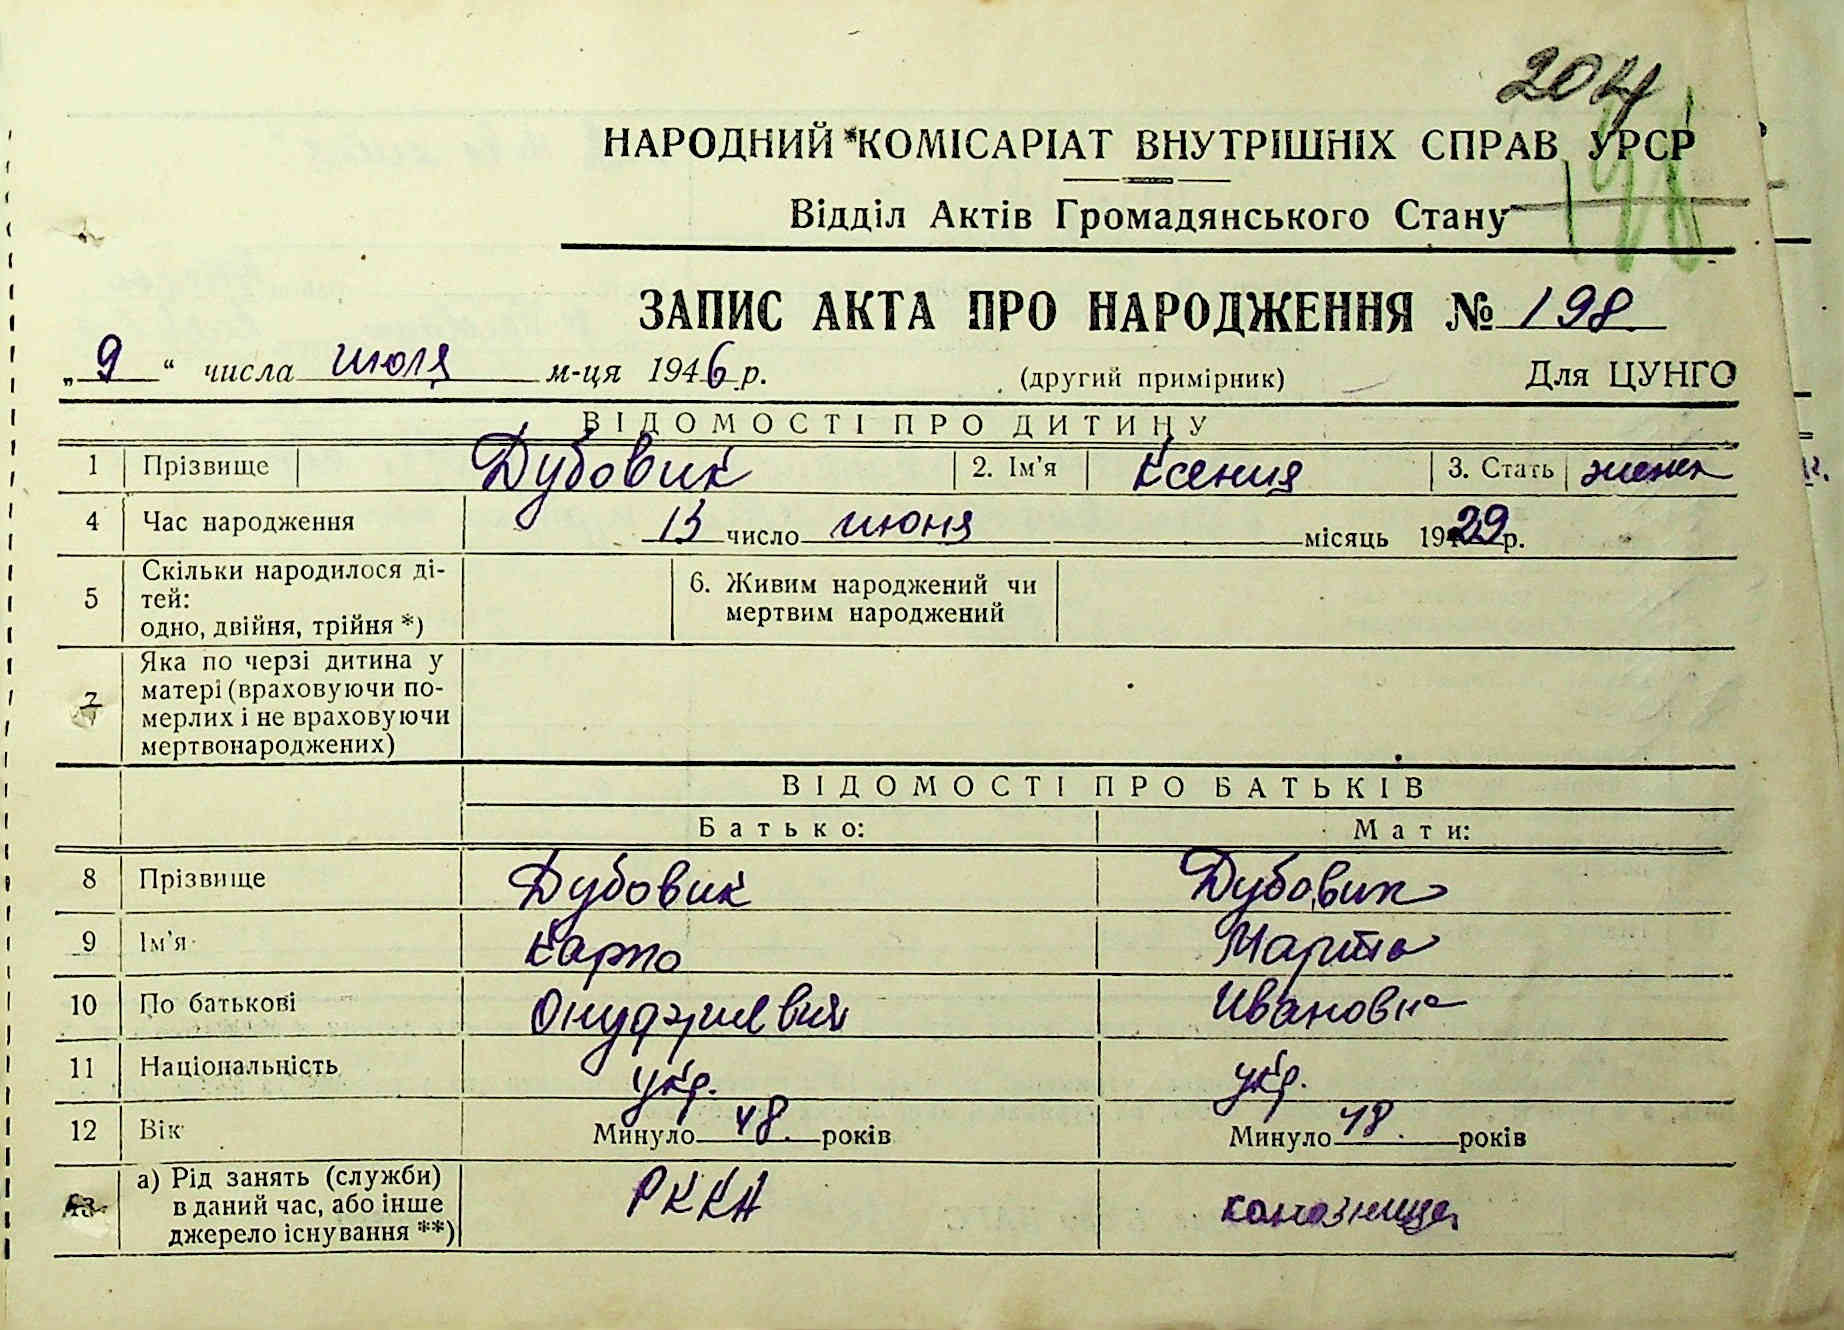 204
НАРОДНИЙ КОМІСАРІАТ ВНУТРІШНІХ СПРАВ УРСР
Відділ Актів Громадянського Стану
ЗАПИС АКТА ПРО НАРОДЖЕННЯ № 198
„9“ числа июля м-ця 1946 р. (другий примірник) Для ЦУНГО
ВІДОМОСТІ ПРО ДИТИНУ
1 Прізвище Дубовик 2. Ім'я Ксения 3. Стать женск
4 Час народження 13 число июня місяць 1929 р.
5 Скільки народилося ді-
тей:
одно, двійня, трійня *)
6. Живим народжений чи
мертвим народжений
7 Яка по черзі дитина у
матері (враховуючи по-
мерлих і не враховуючи
мертвонароджених)
ВІДОМОСТІ ПРО БАТЬКІВ
Батько: Мати:
8 Прізвище Дубовик Дубовик
9 Ім'я Карпо Марта
10 По батькові Онуфриевич Ивановна
11 Національність укр. укр.
12 Вік Минуло 48. років Минуло 48. років
13 а) Рід занять (служби)
в даний час, або інше
джерело існування **)
РККА колхозница